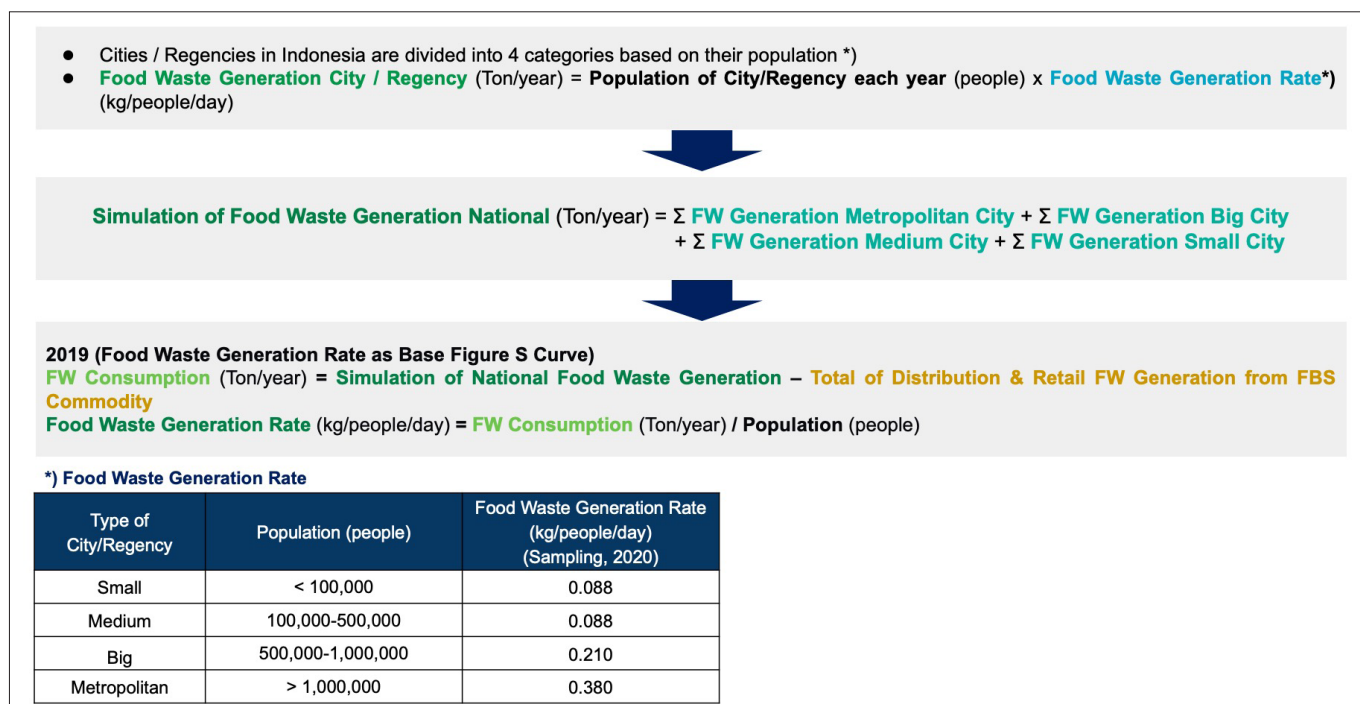 ● Cities / Regencies in Indonesia are divided into 4 categories based on their population *)
● Food Waste Generation City / Regency (Ton/year) = Population of City/Regency each year (people) x Food Waste Generation Rate*)
(kg/people/day)
Simulation of Food Waste Generation National (Ton/year) = Σ FW Generation Metropolitan City + Σ FW Generation Big City
+ Σ FW Generation Medium City + Σ FW Generation Small City
2019 (Food Waste Generation Rate as Base Figure S Curve)
FW Consumption (Ton/year) = Simulation of National Food Waste Generation – Total of Distribution & Retail FW Generation from FBS
Commodity
Food Waste Generation Rate (kg/people/day) = FW Consumption (Ton/year) / Population (people)
*) Food Waste Generation Rate
Type of
City/Regency
Population (people)
Food Waste Generation Rate
(kg/people/day)
(Sampling, 2020)
Small < 100,000 0.088
Medium 100,000-500,000 0.088
Big 500,000-1,000,000 0.210
Metropolitan > 1,000,000 0.380